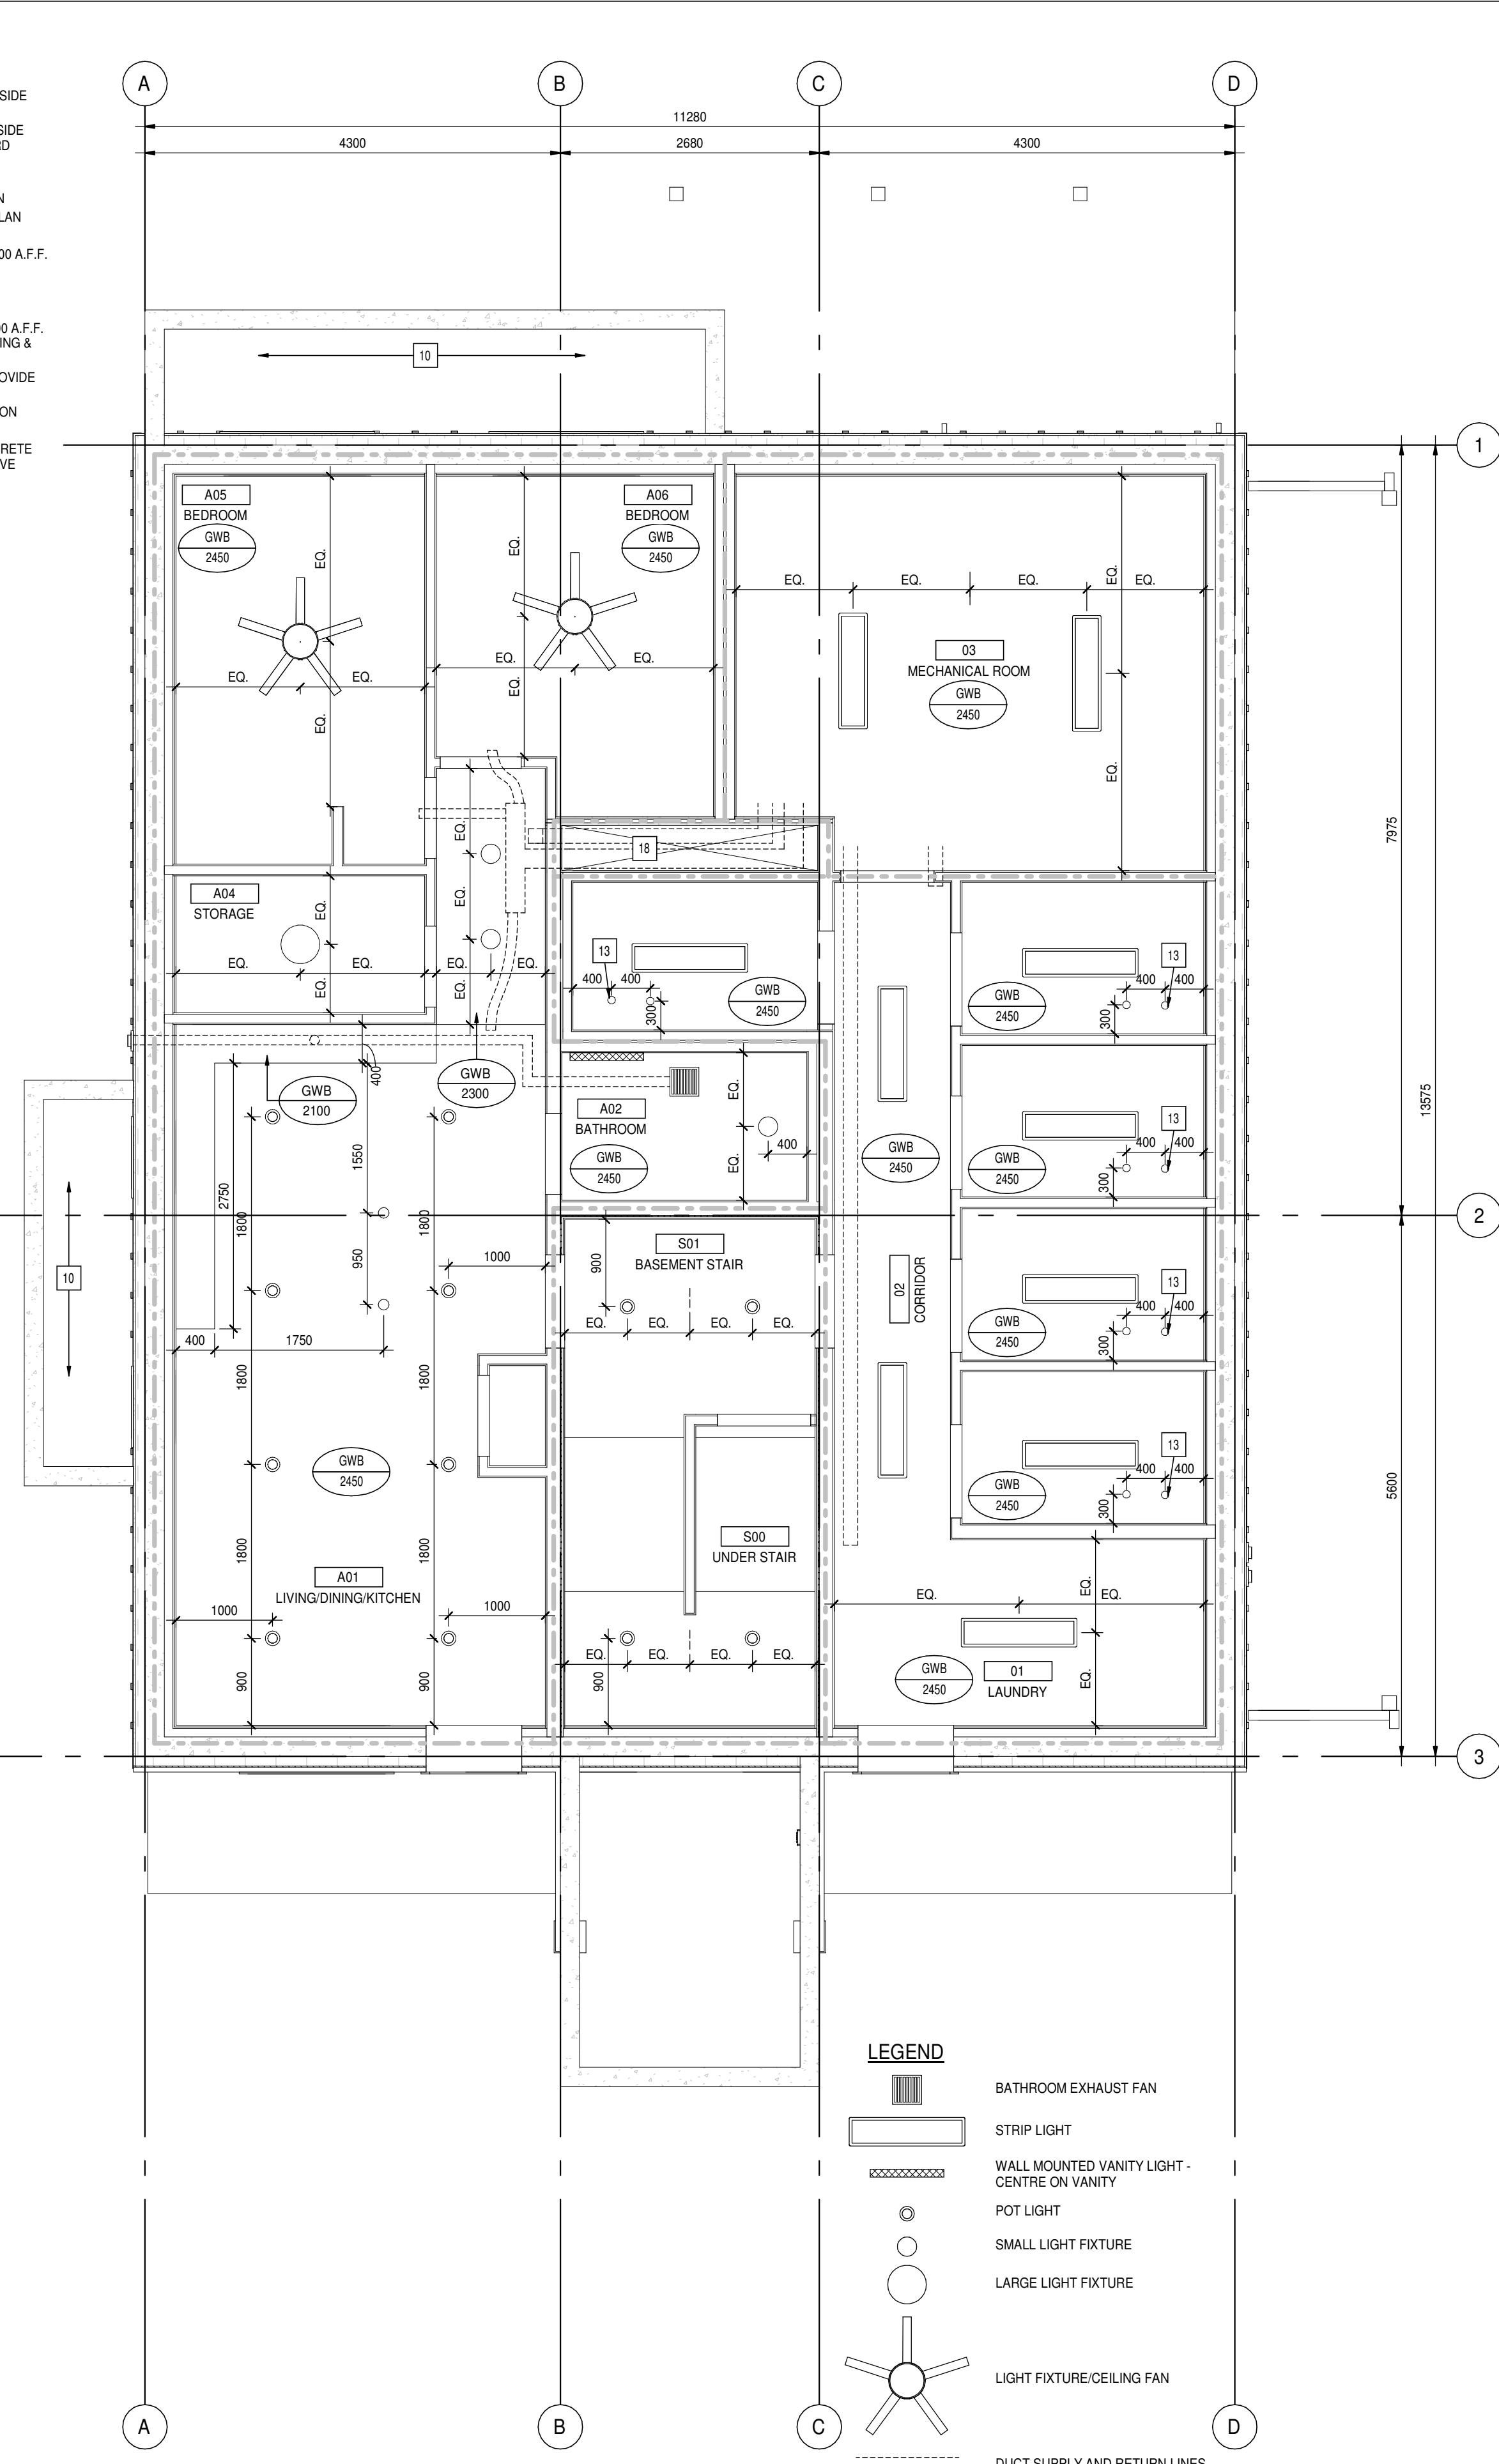 A
B
C
D
11280
4300
2680
4300
SIDE
SIDE
RD
N
LAN
00 A.F.F.
00 A.F.F.
ING &
OVIDE
ON
RETE
VE
10
1
A05
BEDROOM
GWB
2450
A06
BEDROOM
GWB
2450
EQ.
EQ.
EQ.
EQ.
EQ.
EQ.
EQ.
03
MECHANICAL ROOM
GWB
2450
EQ.
EQ.
EQ.
EQ.
EQ.
EQ.
EQ.
EQ.
7975
EQ.
18
A04
STORAGE
EQ.
EQ.
EQ.
EQ.
EQ.
EQ.
EQ.
13
400
400
300
GWB
2450
13
400
400
300
GWB
2450
400
GWB
2100
GWB
2300
A02
BATHROOM
GWB
2450
EQ.
EQ.
400
GWB
2450
13
400
400
300
GWB
2450
13575
1550
2750
1800
1800
950
1000
2
10
S01
BASEMENT STAIR
900
EQ.
EQ.
EQ.
EQ.
02
CORRIDOR
13
400
400
300
GWB
2450
400
1750
1800
1800
GWB
2450
13
400
400
300
GWB
2450
5600
1800
1800
S00
UNDER STAIR
A01
LIVING/DINING/KITCHEN
1000
1000
900
900
EQ.
EQ.
EQ.
EQ.
900
EQ.
EQ.
EQ.
EQ.
GWB
2450
01
LAUNDRY
3
LEGEND
BATHROOM EXHAUST FAN
STRIP LIGHT
WALL MOUNTED VANITY LIGHT -
CENTRE ON VANITY
POT LIGHT
SMALL LIGHT FIXTURE
LARGE LIGHT FIXTURE
LIGHT FIXTURE/CEILING FAN
DUCT SUPPLY AND RETURN LINES
A
B
C
D